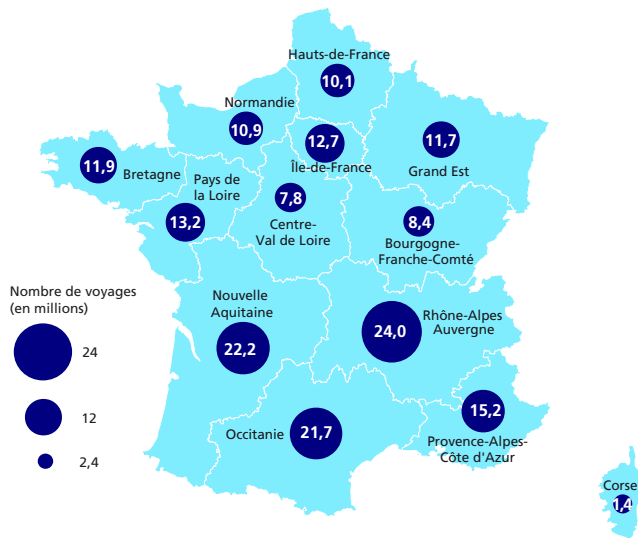 Hauts-de-France
10,1
Normandie
10,9
12,7
Île-de-France
11,7
Grand Est
11,9
Bretagne
Pays de
la Loire
13,2
7,8
Centre-
Val de Loire
8,4
Bourgogne-
Franche-Comté
Nombre de voyages
(en millions)
24
12
2,4
Nouvelle
Aquitaine
22,2
Rhône-Alpes
Auvergne
24,0
Occitanie
21,7
15,2
Provence-Alpes-
Côte d'Azur
Corse
1,4